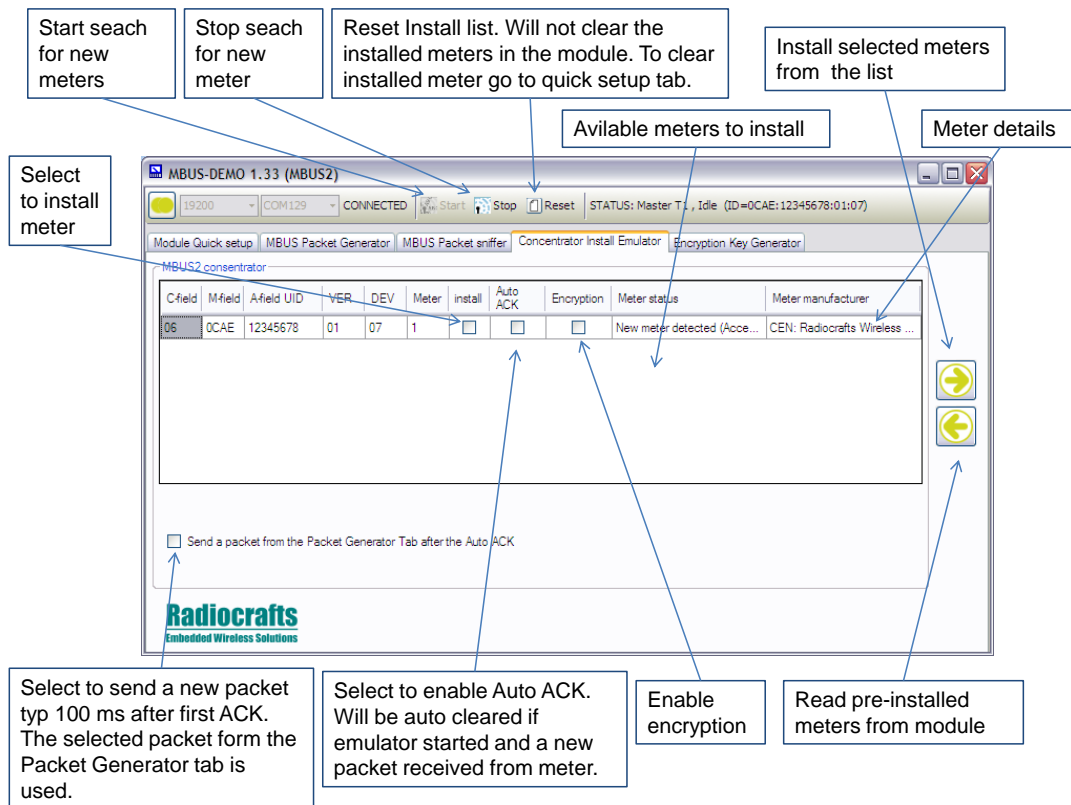 Start seach
for new
meters
Stop seach
for new
meter
Reset Install list. Will not clear the
installed meters in the module. To clear
installed meter go to quick setup tab.
Install selected meters
from the list
Avilable meters to install
Meter details
Select
to install
meter
MBUS-DEMO 1.33 (MBUS2)
19200 COM129 CONNECTED Start Stop Reset STATUS: Master T1 , Idle (ID=0CAE:12345678:01:07)
Module Quick setup MBUS Packet Generator MBUS Packet sniffer Concentrator Install Emulator Encryption Key Generator
MBUS2 consentrator
C-field M-field A-field UID VER DEV Meter install Auto ACK Encryption Meter status Meter manufacturer
06 0CAE 12345678 01 07 1 New meter detected (Acce... CEN: Radiocrafts Wireless ...
Send a packet from the Packet Generator Tab after the Auto ACK
Radiocrafts
Embedded Wireless Solutions
Select to send a new packet
typ 100 ms after first ACK.
The selected packet form the
Packet Generator tab is
used.
Select to enable Auto ACK.
Will be auto cleared if
emulator started and a new
packet received from meter.
Enable
encryption
Read pre-installed
meters from module